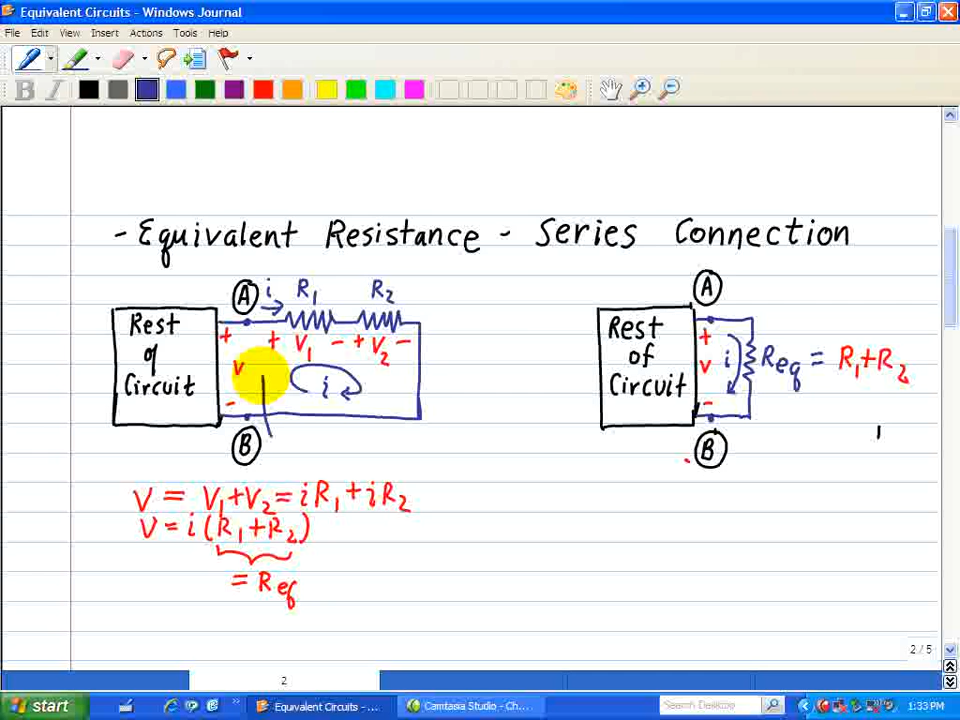 Equivalent Circuits - Windows Journal
File Edit View Insert Actions Tools Help
B I
- Equivalent Resistance - Series Connection
A i R1 R2
Rest of Circuit
+ + V1 - + V2 -
v
i
-
B
A
Rest of Circuit
+
v i Req = R1+R2
-
B
V = V1+V2 = iR1 + iR2
V = i (R1+R2)
= Req
2 / 5
2
start
Equivalent Circuits - ...
Camtasia Studio - Ch...
Search Desktop
1:33 PM